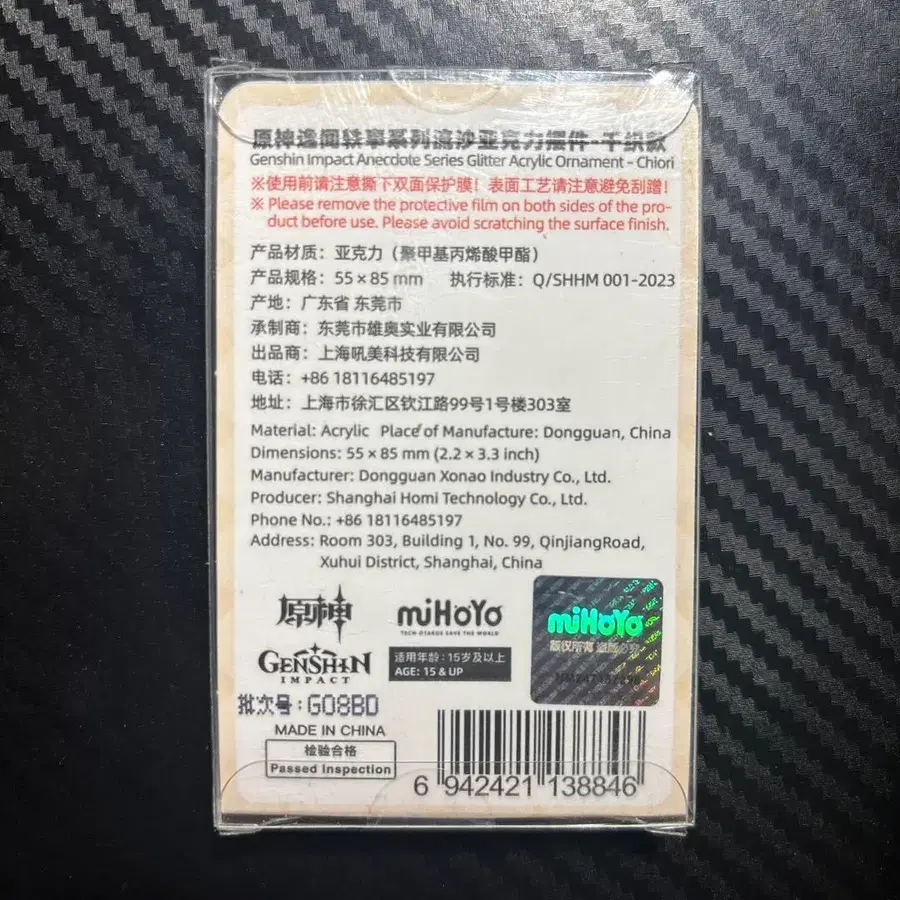 原神逸闻轶事系列流沙亚克力摆件-千织款
Genshin Impact Anecdote Series Glitter Acrylic Ornament – Chiori
※使用前请注意撕下双面保护膜！表面工艺请注意避免刮蹭！
※ Please remove the protective film on both sides of the pro-
duct before use. Please avoid scratching the surface finish.
产品材质：亚克力（聚甲基丙烯酸甲酯）
产品规格：55 × 85 mm 执行标准：Q/SHHM 001-2023
产地：广东省 东莞市
承制商：东莞市雄奥实业有限公司
出品商：上海吼美科技有限公司
电话：+86 18116485197
地址：上海市徐汇区钦江路99号1号楼303室
Material: Acrylic Place of Manufacture: Dongguan, China
Dimensions: 55 × 85 mm (2.2 × 3.3 inch)
Manufacturer: Dongguan Xonao Industry Co., Ltd.
Producer: Shanghai Homi Technology Co., Ltd.
Phone No.: +86 18116485197
Address: Room 303, Building 1, No. 99, QinjiangRoad,
Xuhui District, Shanghai, China
原神
miHoYo
TECH OTAKUS SAVE THE WORLD
miHoYo
版权所有 盗版必究
GENSHIN
IMPACT
适用年龄：15岁及以上
AGE: 15 & UP
批次号：G08BD
MADE IN CHINA
检验合格
Passed Inspection
6 942421 138846